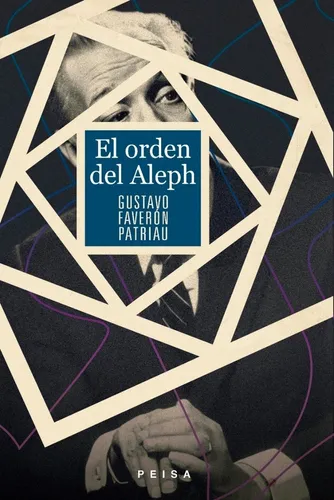 El orden
del Aleph
GUSTAVO
FAVERÓN
PATRIAU
PEISA